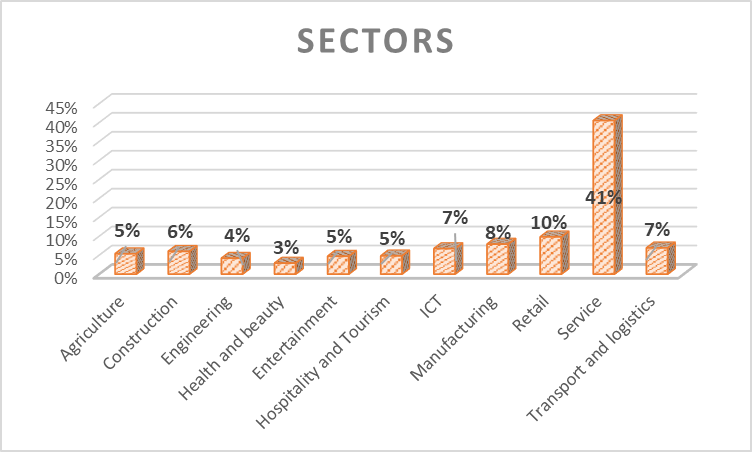 SECTORS
45%
40%
35%
30%
25%
20%
15%
10%
5%
0%
5%
6%
4%
3%
5%
5%
7%
8%
10%
41%
7%
Agriculture
Construction
Engineering
Health and beauty
Entertainment
Hospitality and Tourism
ICT
Manufacturing
Retail
Service
Transport and logistics